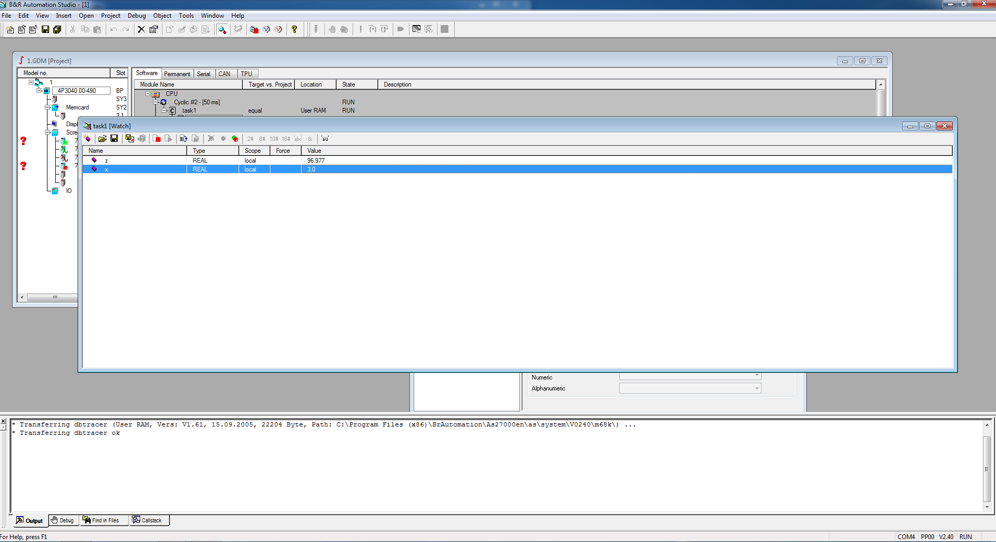 B&R Automation Studio - [1]
File Edit View Insert Open Project Debug Object Tools Window Help
1.GDM [Project]
Model no. Slot
1
4P3040.00-490 BP
SY3
Memcard SY2
IO
Software Permanent Serial CAN TPU
Module Name Target vs. Project Location State Description
CPU
Cyclic #2 - [50 ms] RUN
task1 equal User RAM RUN
task1 [Watch]
Name Type Scope Force Value
z REAL local 96.977
x REAL local 3.0
Numeric
Alphanumeric
* Transferring dbtracer (User RAM, Vers: V1.61, 15.09.2005, 22204 Byte, Path: C:\Program Files (x86)\BrAutomation\As27000en\as\system\V0240\m68k\) ...
* Transferring dbtracer ok
Output Debug Find in Files Callstack
For Help, press F1
COM4 PP00 V2.40 RUN